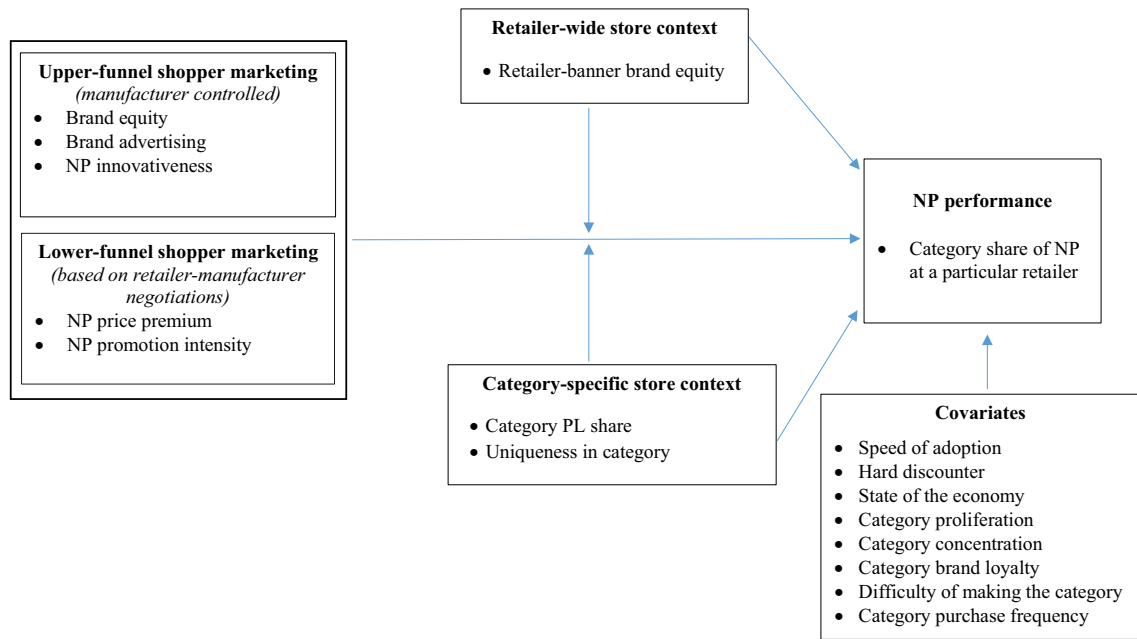 Upper-funnel shopper marketing
(manufacturer controlled)
• Brand equity
• Brand advertising
• NP innovativeness
Lower-funnel shopper marketing
(based on retailer-manufacturer
negotiations)
• NP price premium
• NP promotion intensity
Retailer-wide store context
• Retailer-banner brand equity
Category-specific store context
• Category PL share
• Uniqueness in category
NP performance
• Category share of NP
at a particular retailer
Covariates
• Speed of adoption
• Hard discounter
• State of the economy
• Category proliferation
• Category concentration
• Category brand loyalty
• Difficulty of making the category
• Category purchase frequency